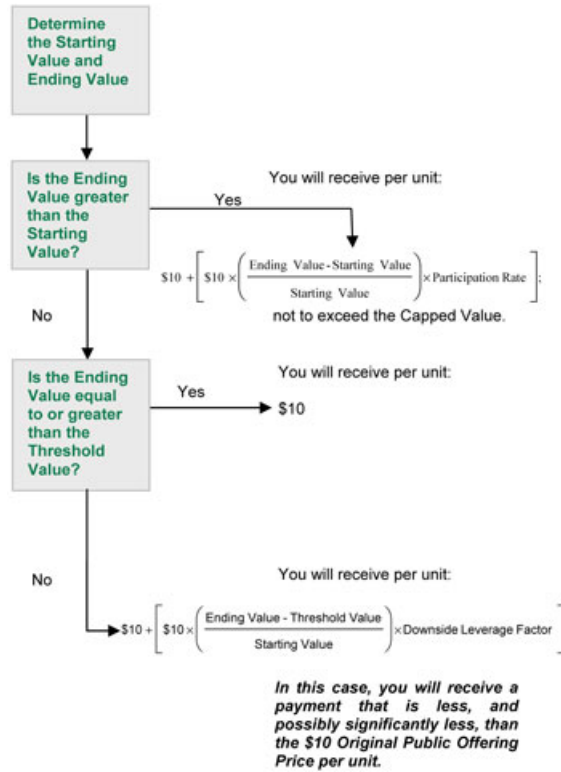 Determine
the Starting
Value and
Ending Value
Is the Ending
Value greater
than the
Starting
Value?
Yes
You will receive per unit:
$10 + [ $10 × ( Ending Value - Starting Value / Starting Value ) × Participation Rate ];
not to exceed the Capped Value.
No
Is the Ending
Value equal
to or greater
than the
Threshold
Value?
Yes
You will receive per unit:
$10
No
You will receive per unit:
$10 + [ $10 × ( Ending Value - Threshold Value / Starting Value ) × Downside Leverage Factor ]
In this case, you will receive a
payment that is less, and
possibly significantly less, than
the $10 Original Public Offering
Price per unit.